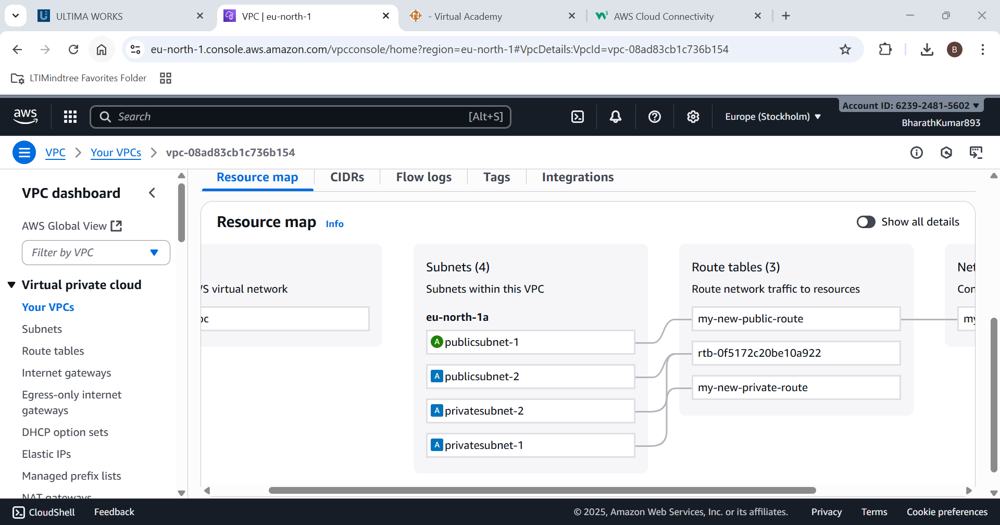 ULTIMA WORKS
VPC | eu-north-1
- Virtual Academy
AWS Cloud Connectivity
eu-north-1.console.aws.amazon.com/vpcconsole/home?region=eu-north-1#VpcDetails:VpcId=vpc-08ad83cb1c736b154
B
LTIMindtree Favorites Folder
aws
Search
[Alt+S]
Europe (Stockholm)
Account ID: 6239-2481-5602
BharathKumar893
VPC
Your VPCs
vpc-08ad83cb1c736b154
VPC dashboard
AWS Global View
Filter by VPC
Virtual private cloud
Your VPCs
Subnets
Route tables
Internet gateways
Egress-only internet
gateways
DHCP option sets
Elastic IPs
Managed prefix lists
NAT gateways
Resource map
CIDRs
Flow logs
Tags
Integrations
Resource map
Info
Show all details
S virtual network
pc
Subnets (4)
Subnets within this VPC
eu-north-1a
A publicsubnet-1
A publicsubnet-2
A privatesubnet-2
A privatesubnet-1
Route tables (3)
Route network traffic to resources
my-new-public-route
rtb-0f5172c20be10a922
my-new-private-route
Net
Con
my
CloudShell
Feedback
© 2025, Amazon Web Services, Inc. or its affiliates.
Privacy
Terms
Cookie preferences